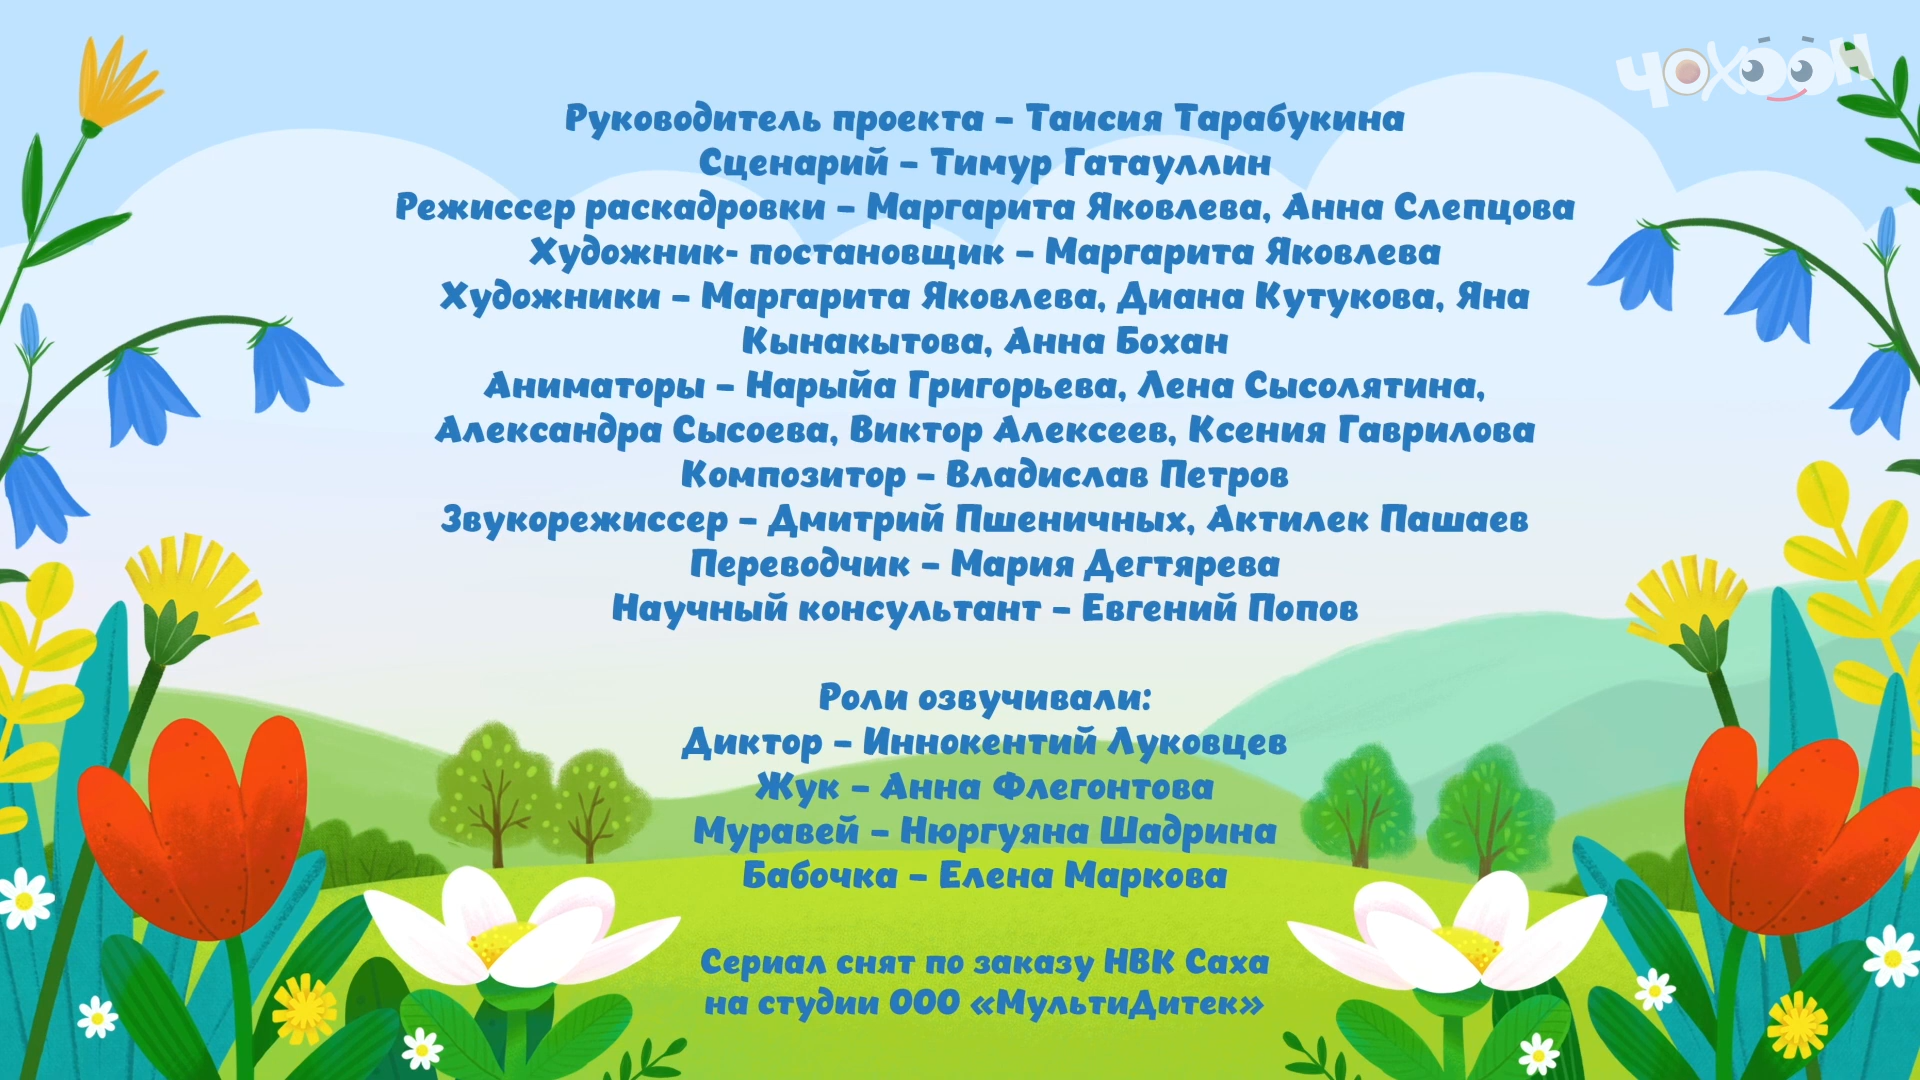 ЧОХООН
Руководитель проекта – Таисия Тарабукина
Сценарий – Тимур Гатауллин
Режиссер раскадровки – Маргарита Яковлева, Анна Слепцова
Художник- постановщик – Маргарита Яковлева
Художники – Маргарита Яковлева, Диана Кутукова, Яна
Кынакытова, Анна Бохан
Аниматоры – Нарыйа Григорьева, Лена Сысолятина,
Александра Сысоева, Виктор Алексеев, Ксения Гаврилова
Композитор – Владислав Петров
Звукорежиссер – Дмитрий Пшеничных, Актилек Пашаев
Переводчик – Мария Дегтярева
Научный консультант – Евгений Попов
Роли озвучивали:
Диктор – Иннокентий Луковцев
Жук – Анна Флегонтова
Муравей – Нюргуяна Шадрина
Бабочка – Елена Маркова
Сериал снят по заказу НВК Саха
на студии ООО «МультиДитек»